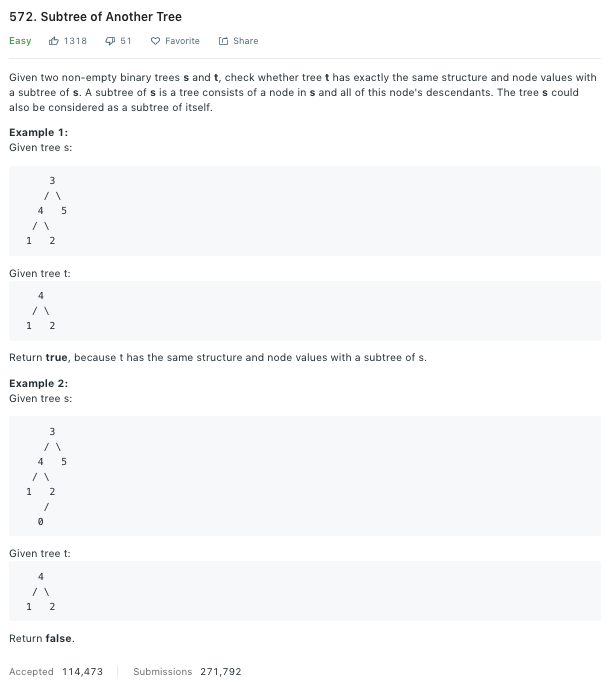 572. Subtree of Another Tree
Easy 1318 51 Favorite Share
Given two non-empty binary trees s and t, check whether tree t has exactly the same structure and node values with
a subtree of s. A subtree of s is a tree consists of a node in s and all of this node's descendants. The tree s could
also be considered as a subtree of itself.
Example 1:
Given tree s:
3
/ \
4 5
/ \
1 2
Given tree t:
4
/ \
1 2
Return true, because t has the same structure and node values with a subtree of s.
Example 2:
Given tree s:
3
/ \
4 5
/ \
1 2
/
0
Given tree t:
4
/ \
1 2
Return false.
Accepted 114,473 Submissions 271,792